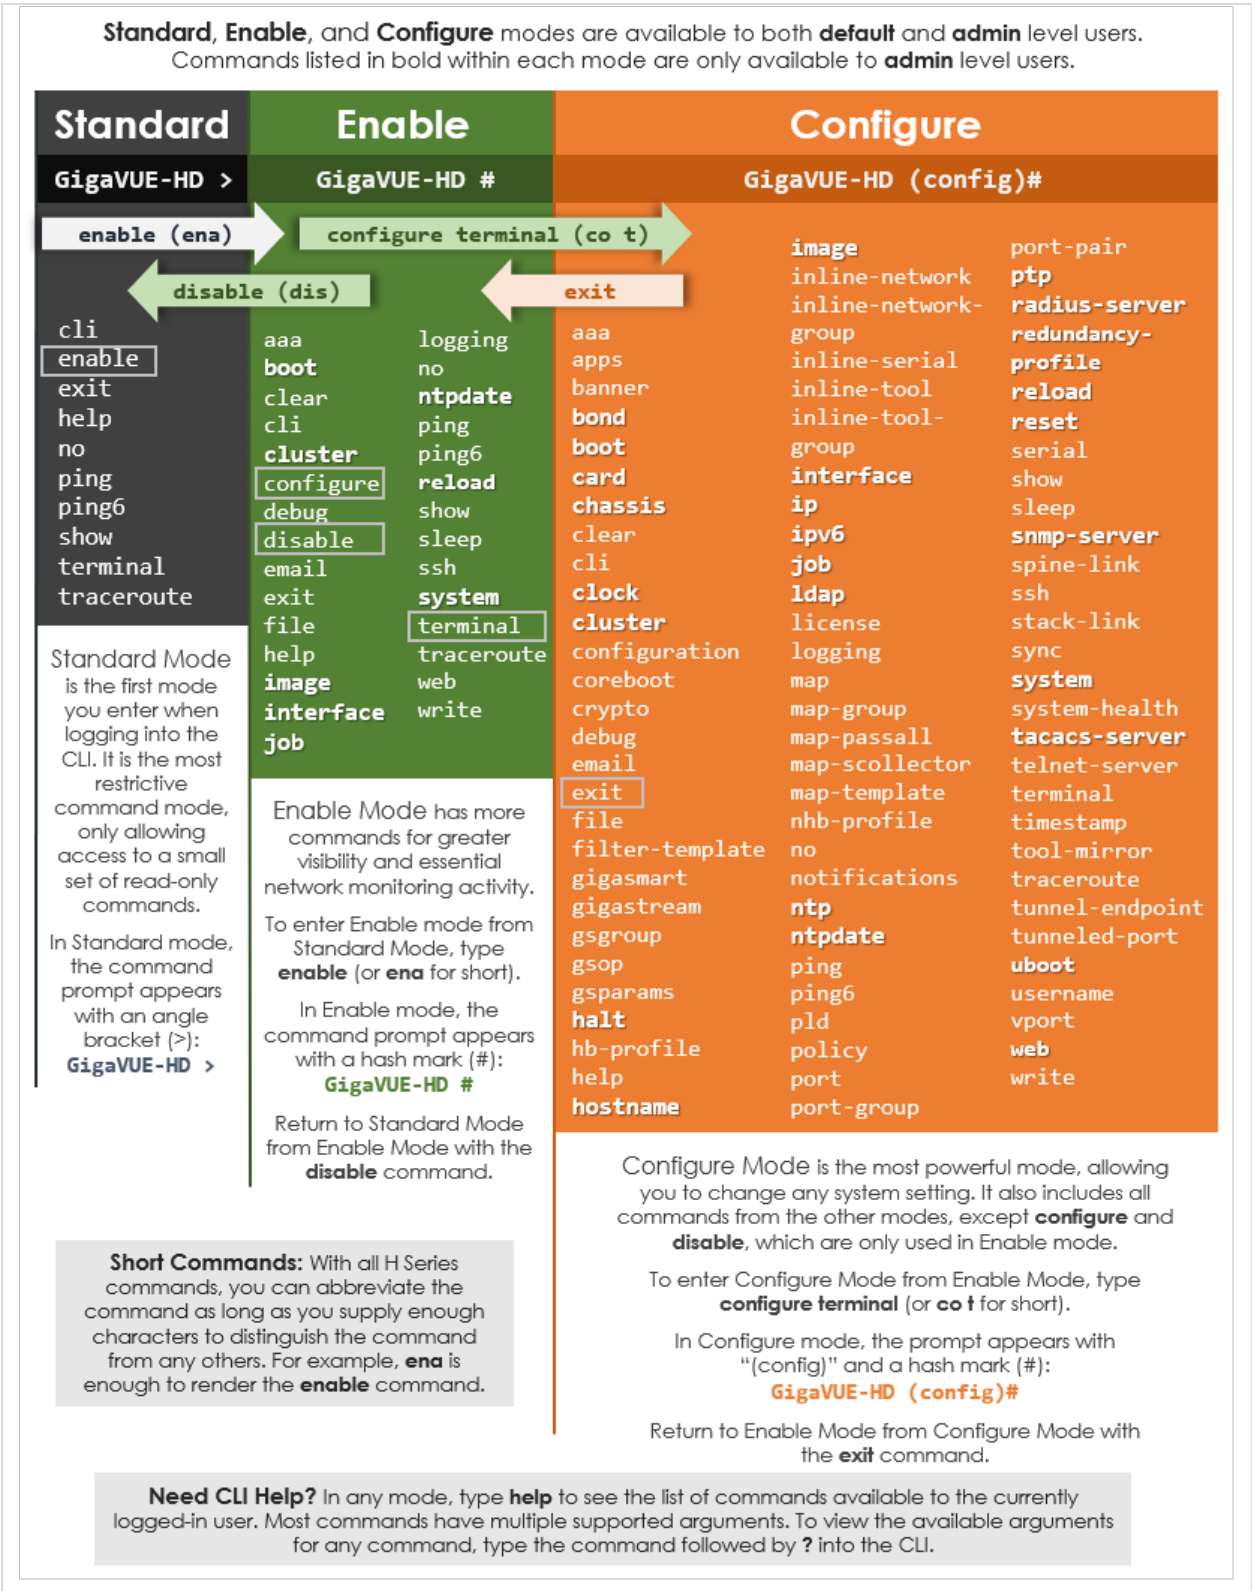 Standard, Enable, and Configure modes are available to both default and admin level users.
Commands listed in bold within each mode are only available to admin level users.
Standard
GigaVUE-HD >
enable (ena)
disable (dis)
cli
enable
exit
help
no
ping
ping6
show
terminal
traceroute
Standard Mode
is the first mode
you enter when
logging into the
CLI. It is the most
restrictive
command mode,
only allowing
access to a small
set of read-only
commands.
In Standard mode,
the command
prompt appears
with an angle
bracket (>):
GigaVUE-HD >
Enable
GigaVUE-HD #
configure terminal (co t)
exit
aaa
boot
clear
cli
cluster
configure
debug
disable
email
exit
file
help
image
interface
job
logging
no
ntpdate
ping
ping6
reload
show
sleep
ssh
system
terminal
traceroute
web
write
Enable Mode has more
commands for greater
visibility and essential
network monitoring activity.
To enter Enable mode from
Standard Mode, type
enable (or ena for short).
In Enable mode, the
command prompt appears
with a hash mark (#):
GigaVUE-HD #
Return to Standard Mode
from Enable Mode with the
disable command.
Configure
GigaVUE-HD (config)#
aaa
apps
banner
bond
boot
card
chassis
clear
cli
clock
cluster
configuration
coreboot
crypto
debug
email
exit
file
filter-template
gigasmart
gigastream
gsgroup
gsop
gsparams
halt
hb-profile
help
hostname
image
inline-network
inline-network-
group
inline-serial
inline-tool
inline-tool-
group
interface
ip
ipv6
job
ldap
license
logging
map
map-group
map-passall
map-scollector
map-template
nhb-profile
no
notifications
ntp
ntpdate
ping
ping6
pld
policy
port
port-group
port-pair
ptp
radius-server
redundancy-
profile
reload
reset
serial
show
sleep
snmp-server
spine-link
ssh
stack-link
sync
system
system-health
tacacs-server
telnet-server
terminal
timestamp
tool-mirror
traceroute
tunnel-endpoint
tunneled-port
uboot
username
vport
web
write
Configure Mode is the most powerful mode, allowing
you to change any system setting. It also includes all
commands from the other modes, except configure and
disable, which are only used in Enable mode.
To enter Configure Mode from Enable Mode, type
configure terminal (or co t for short).
In Configure mode, the prompt appears with
“(config)” and a hash mark (#):
GigaVUE-HD (config)#
Return to Enable Mode from Configure Mode with
the exit command.
Short Commands: With all H Series
commands, you can abbreviate the
command as long as you supply enough
characters to distinguish the command
from any others. For example, ena is
enough to render the enable command.
Need CLI Help? In any mode, type help to see the list of commands available to the currently
logged-in user. Most commands have multiple supported arguments. To view the available arguments
for any command, type the command followed by ? into the CLI.